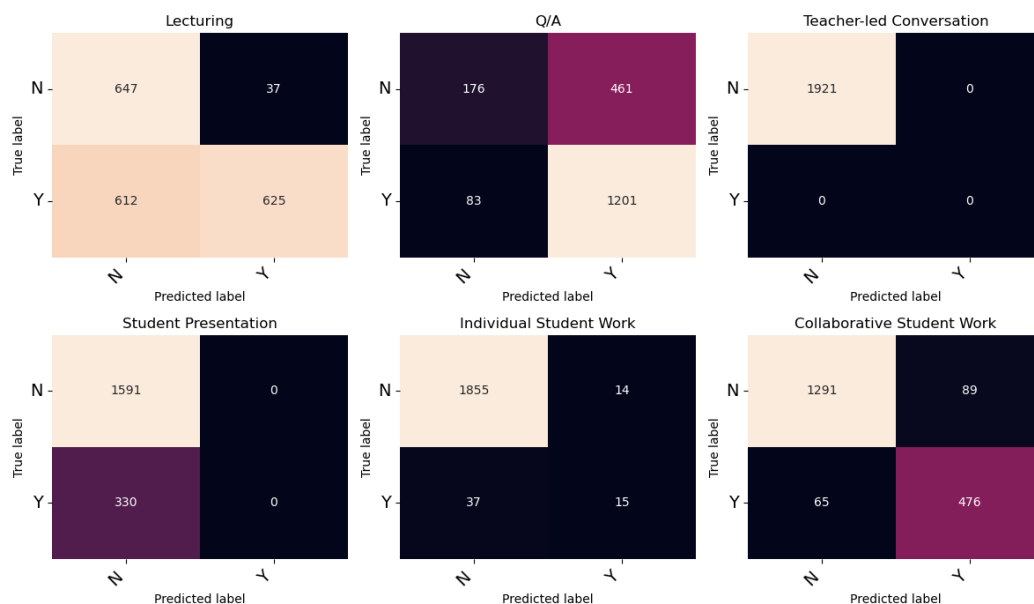 Lecturing
N
647
37
True label
Y
612
625
N
Y
Predicted label
Q/A
N
176
461
True label
Y
83
1201
N
Y
Predicted label
Teacher-led Conversation
N
1921
0
True label
Y
0
0
N
Y
Predicted label
Student Presentation
N
1591
0
True label
Y
330
0
N
Y
Predicted label
Individual Student Work
N
1855
14
True label
Y
37
15
N
Y
Predicted label
Collaborative Student Work
N
1291
89
True label
Y
65
476
N
Y
Predicted label